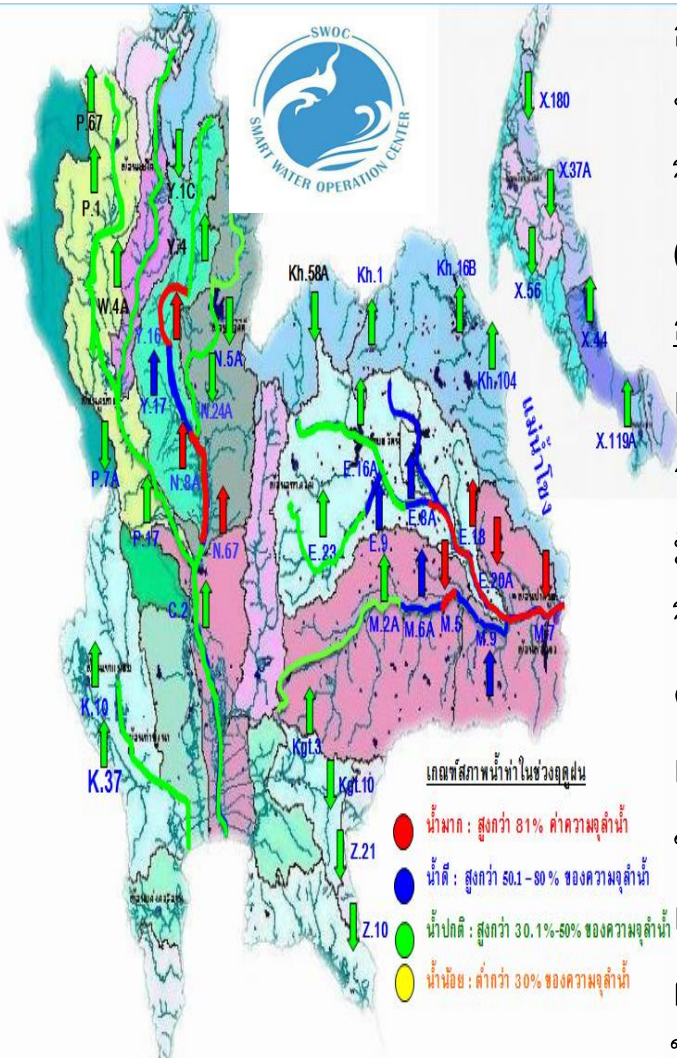 SWOC
SMART WATER OPERATION CENTER
X.180
P.67
X.37A
Y.1C
P.1
Y.4
Kh.58A
Kh.1
Kh.16B
W.4A
X.56
X.44
Y.16
N.5A
Kh.104
Y.17
N.24A
แม่น้ำโขง
X.119A
P.7A
N.8A
E.16A
E.8A
E.18
P.17
N.67
E.23
E.9
E.20A
C.2
M.2A
M.6A
M.5
M.9
M.7
K.10
Kgt.3
K.37
Kgt.10
เกณฑ์สภาพน้ำท่าในช่วงฤดูฝน
น้ำมาก : สูงกว่า 81% ค่าความจุลำน้ำ
Z.21
น้ำดี : สูงกว่า 50.1 - 80 % ของความจุลำน้ำ
น้ำปกติ : สูงกว่า 30.1%-50% ของความจุลำน้ำ
Z.10
น้ำน้อย : ต่ำกว่า 30% ของความจุลำน้ำ